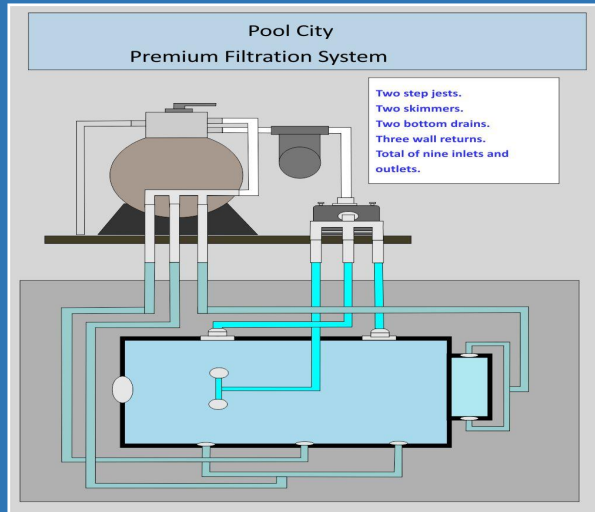 Pool City
Premium Filtration System
Two step jests.
Two skimmers.
Two bottom drains.
Three wall returns.
Total of nine inlets and
outlets.